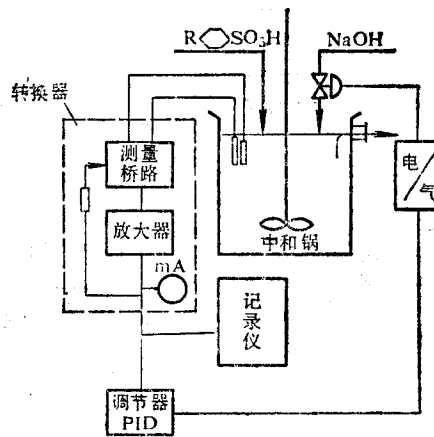 R SO₃H
NaOH
转换器
测量
桥路
放大器
mA
中和锅
电
气
记
录
仪
调节器
PID